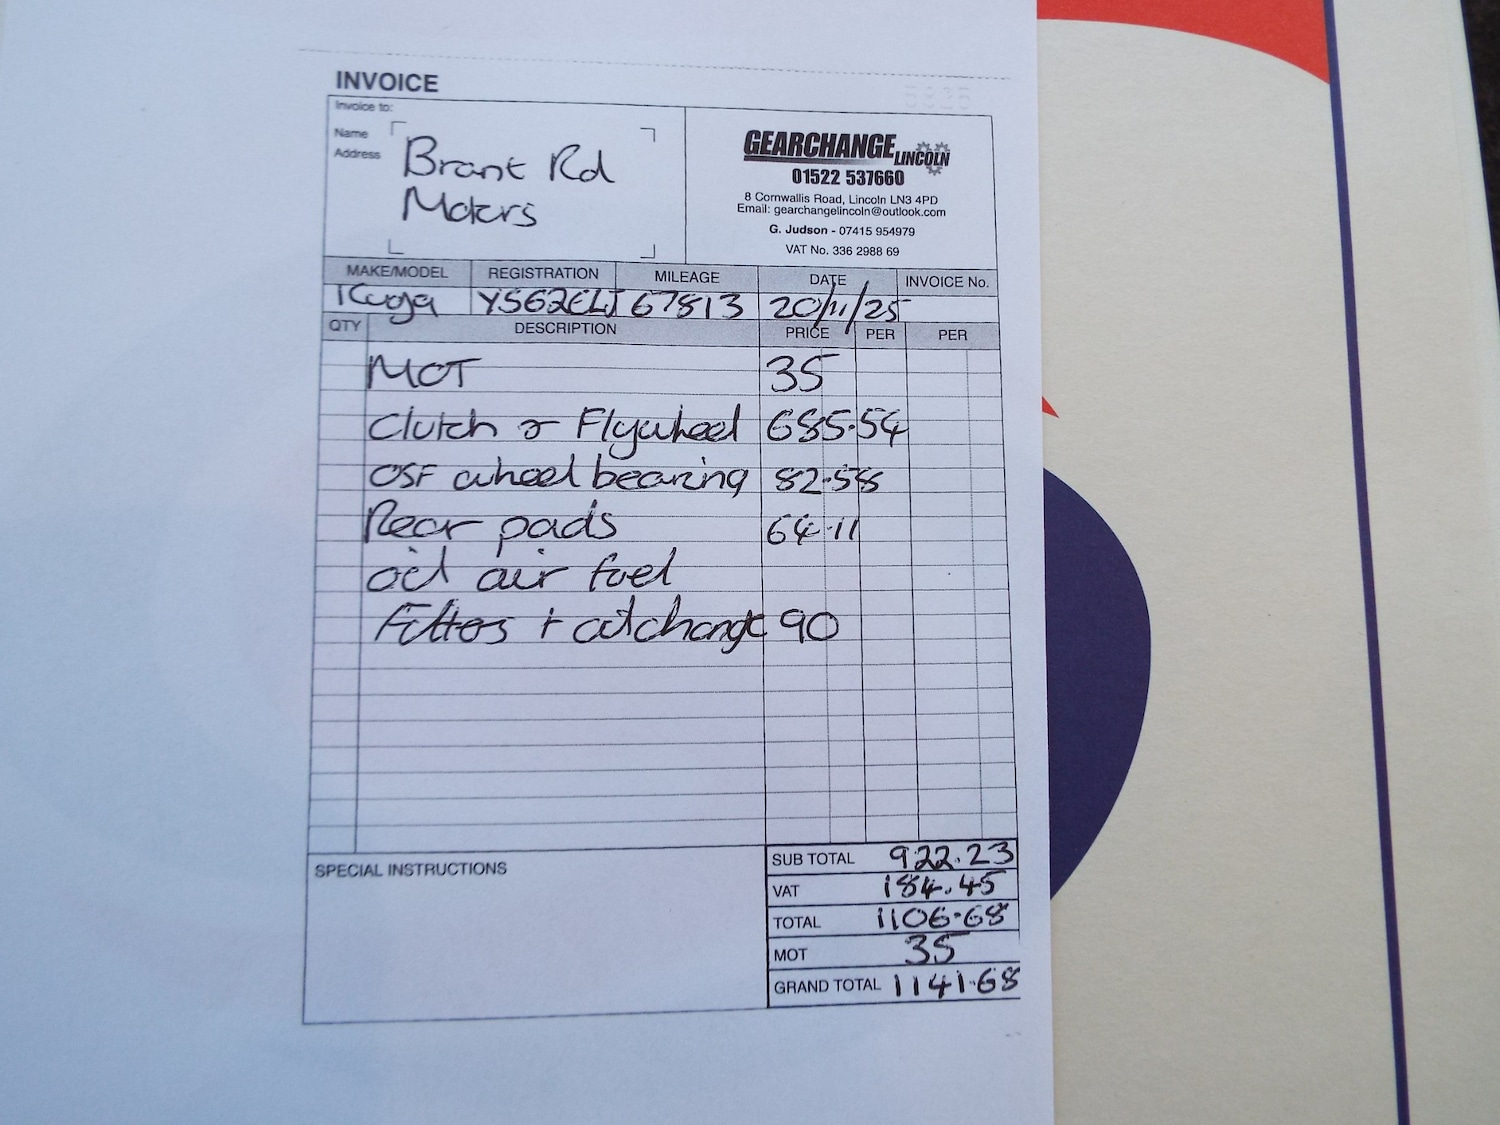 INVOICE
Invoice to:
Name
Address
Brant Rd
Motors
GEARCHANGE LINCOLN
01522 537660
8 Cornwallis Road, Lincoln LN3 4PD
Email: gearchangelincoln@outlook.com
G. Judson - 07415 954979
VAT No. 336 2988 69
MAKE/MODEL REGISTRATION MILEAGE DATE INVOICE No.
Kuga YS62ELJ 67813 20/11/25
QTY DESCRIPTION PRICE PER PER
MOT 35
Clutch & Flywheel 685.54
OSF wheel bearing 82.58
Rear pads 64.11
oil air fuel
Filters + oil change 90
SPECIAL INSTRUCTIONS
SUB TOTAL 922.23
VAT 184.45
TOTAL 1106.68
MOT 35
GRAND TOTAL 1141.68